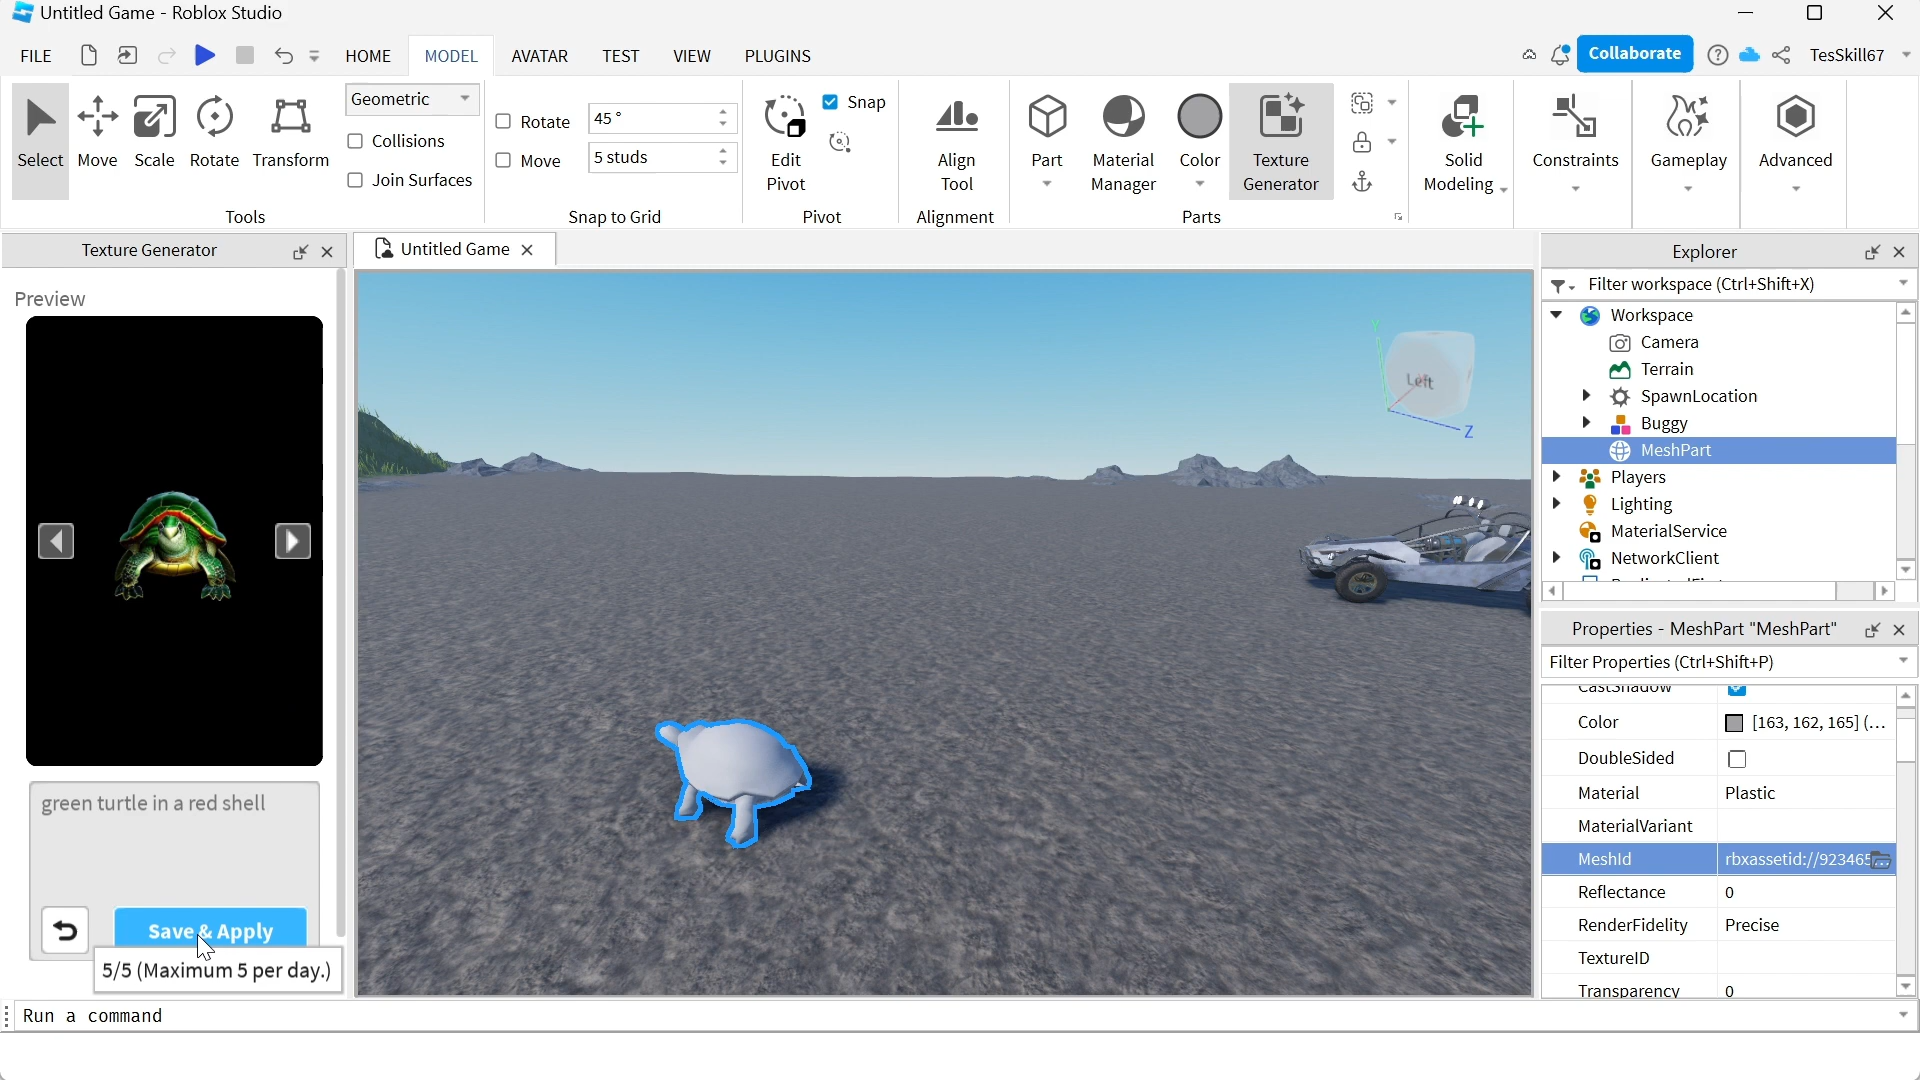 Untitled Game - Roblox Studio
FILE HOME MODEL AVATAR TEST VIEW PLUGINS Collaborate TesSkill67
Select Move Scale Rotate Transform
Geometric
Collisions
Join Surfaces
Tools
Rotate 45 °
Move 5 studs
Snap to Grid
Edit Pivot
Snap
Pivot
Align Tool
Alignment
Part
Material Manager
Color
Texture Generator
Parts
Solid Modeling
Constraints
Gameplay
Advanced
Texture Generator
Preview
green turtle in a red shell
Save & Apply
5/5 (Maximum 5 per day.)
Untitled Game
Left
Y
Z
Explorer
Filter workspace (Ctrl+Shift+X)
Workspace
Camera
Terrain
SpawnLocation
Buggy
MeshPart
Players
Lighting
MaterialService
NetworkClient
Properties - MeshPart "MeshPart"
Filter Properties (Ctrl+Shift+P)
CastShadow
Color [163, 162, 165] (...
DoubleSided
Material Plastic
MaterialVariant
MeshId rbxassetid://923465
Reflectance 0
RenderFidelity Precise
TextureID
Transparency 0
Run a command